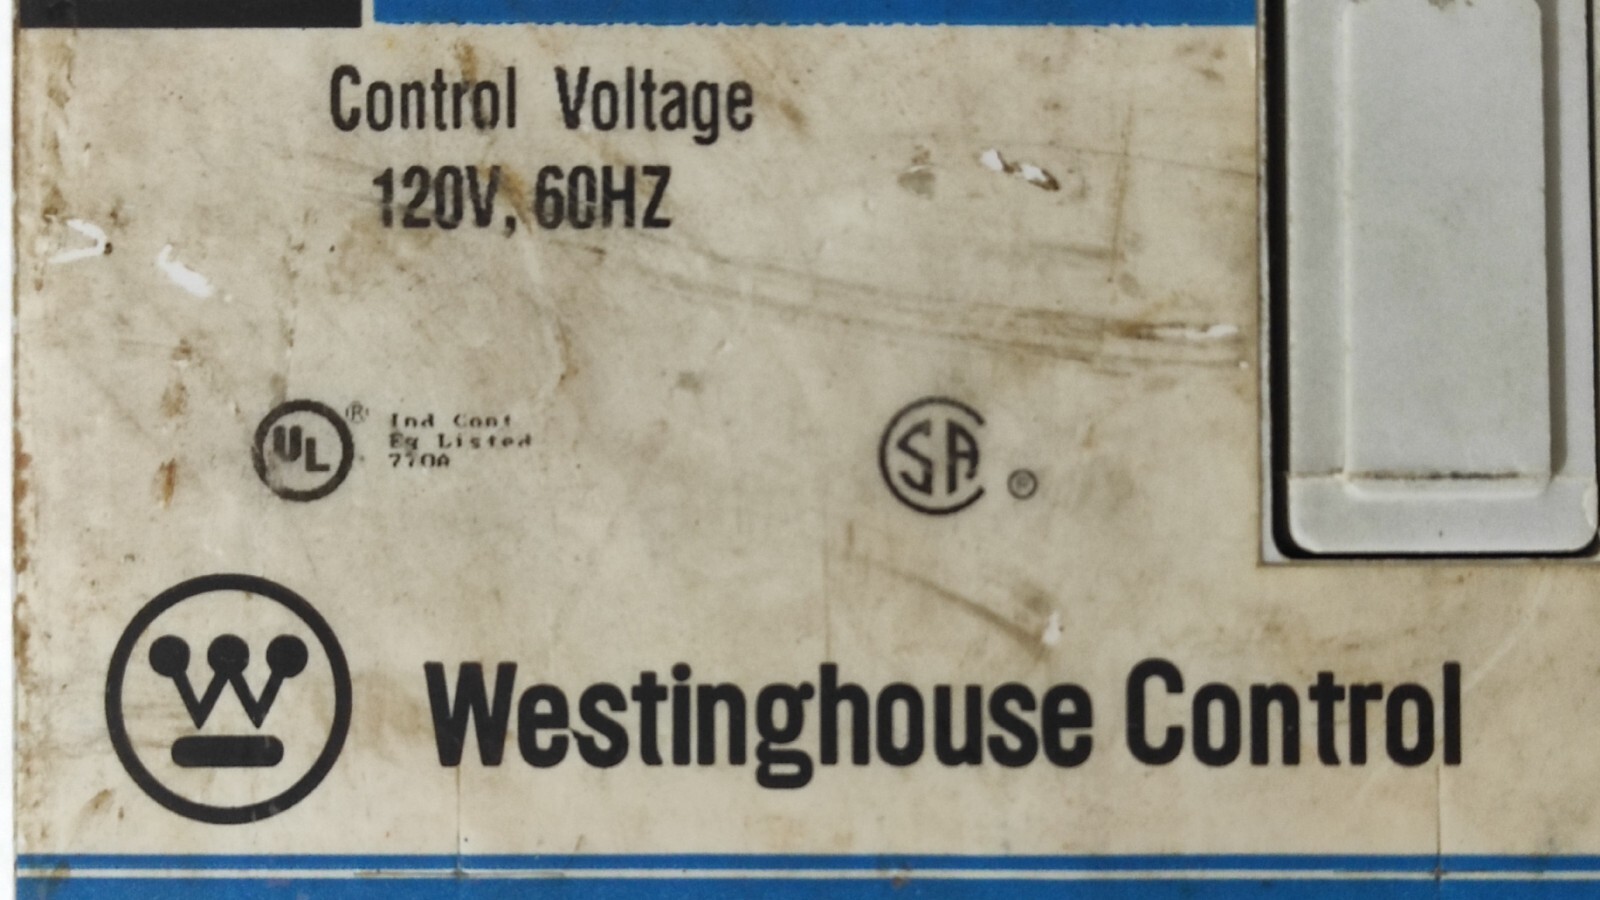 Control Voltage
120V, 60HZ
UL ® Ind Cont
Eq Listed
770A
SA ®
Westinghouse Control